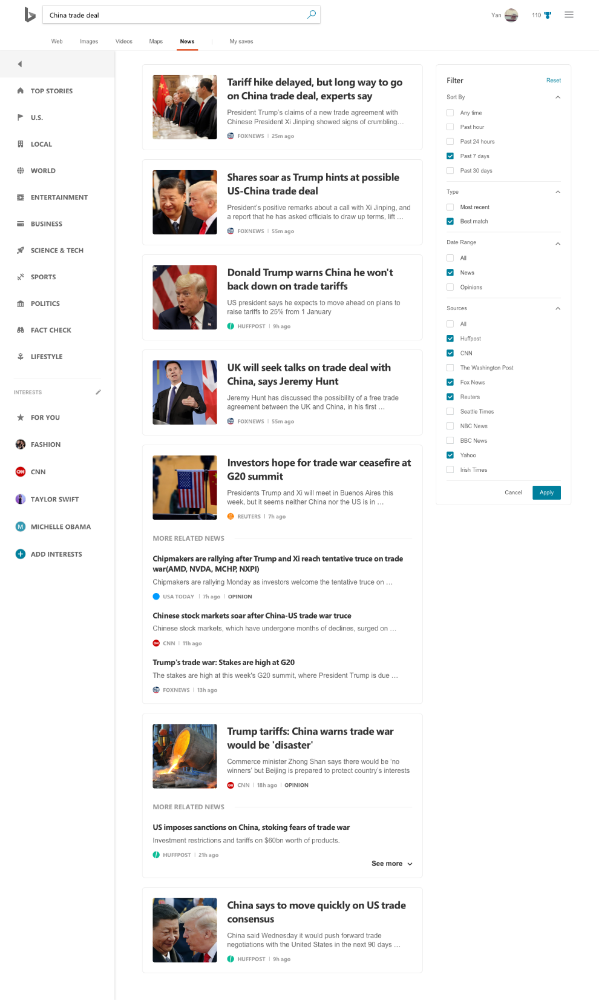 China trade deal
Yan
110
Web Images Videos Maps News | My saves
TOP STORIES
U.S.
LOCAL
WORLD
ENTERTAINMENT
BUSINESS
SCIENCE & TECH
SPORTS
POLITICS
FACT CHECK
LIFESTYLE
INTERESTS
FOR YOU
FASHION
CNN
CNN
TAYLOR SWIFT
M
MICHELLE OBAMA
ADD INTERESTS
Tariff hike delayed, but long way to go
on China trade deal, experts say
President Trump's claims of a new trade agreement with
Chinese President Xi Jinping showed signs of crumbling...
FOXNEWS | 25m ago
Shares soar as Trump hints at possible
US-China trade deal
President's positive remarks about a call with Xi Jinping, and
a report that he has asked officials to draw up terms, lift ...
FOXNEWS | 55m ago
Donald Trump warns China he won't
back down on trade tariffs
US president says he expects to move ahead on plans to
raise tariffs to 25% from 1 January
HUFFPOST | 9h ago
UK will seek talks on trade deal with
China, says Jeremy Hunt
Jeremy Hunt has discussed the possibility of a free trade
agreement between the UK and China, in his first ...
FOXNEWS | 55m ago
Investors hope for trade war ceasefire at
G20 summit
Presidents Trump and Xi will meet in Buenos Aires this
week, but it seems neither China nor the US is in ...
REUTERS | 7h ago
MORE RELATED NEWS
Chipmakers are rallying after Trump and Xi reach tentative truce on trade
war(AMD, NVDA, MCHP, NXPI)
Chipmakers are rallying Monday as investors welcome the tentative truce on ...
USA TODAY | 7h ago | OPINION
Chinese stock markets soar after China-US trade war truce
Chinese stock markets, which have undergone months of declines, surged on ...
CNN CNN | 11h ago
Trump's trade war: Stakes are high at G20
The stakes are high at this week's G20 summit, where President Trump is due ...
FOXNEWS | 13h ago
Trump tariffs: China warns trade war
would be 'disaster'
Commerce minister Zhong Shan says there would be 'no
winners' but Beijing is prepared to protect country's interests
CNN CNN | 18h ago | OPINION
MORE RELATED NEWS
US imposes sanctions on China, stoking fears of trade war
Investment restrictions and tariffs on $60bn worth of products.
HUFFPOST | 21h ago
See more
China says to move quickly on US trade
consensus
China said Wednesday it would push forward trade
negotiations with the United States in the next 90 days ...
HUFFPOST | 9h ago
Filter
Reset
Sort By
Any time
Past hour
Past 24 hours
Past 7 days
Past 30 days
Type
Most recent
Best match
Date Range
All
News
Opinions
Sources
All
Huffpost
CNN
The Washington Post
Fox News
Reuters
Seattle Times
NBC News
BBC News
Yahoo
Irish Times
Cancel
Apply